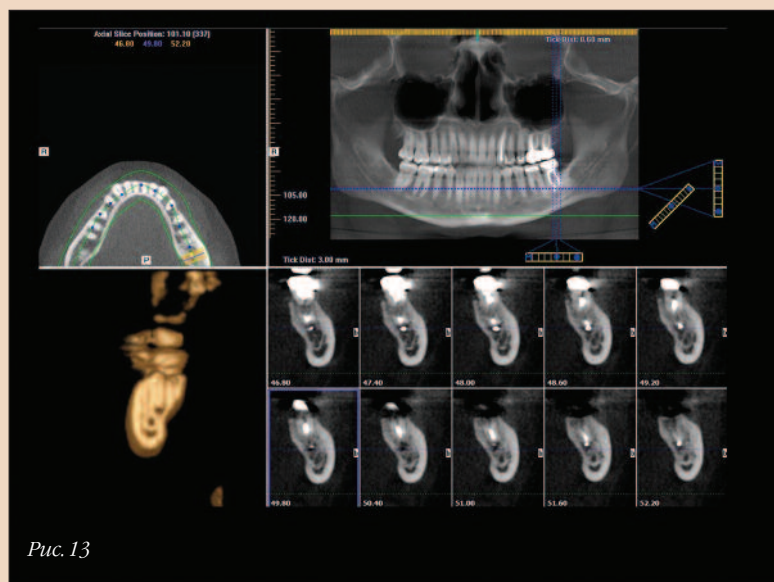 Axial Slice Position: 101.10 (337)
46.80 49.80 52.20
R
P
Tick Dist: 0.60 mm
R
105.00
120.00
Tick Dist: 3.00 mm
46.80
47.40
48.00
48.60
49.20
49.80
50.40
51.00
51.60
52.20
Рис. 13